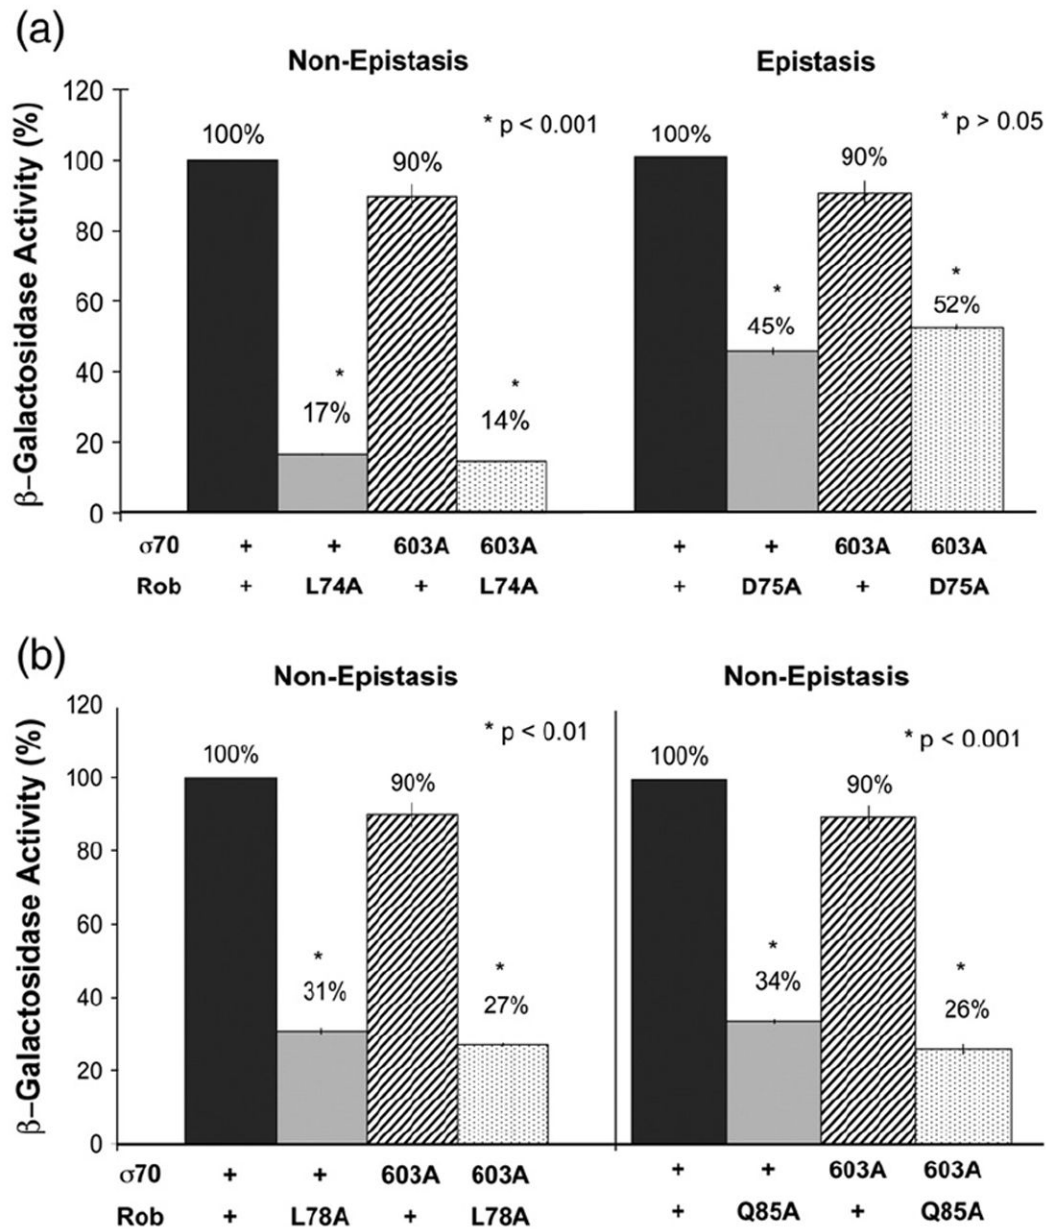 (a)
Non-Epistasis Epistasis
β–Galactosidase Activity (%)
120
100
80
60
40
20
0
* p < 0.001
* p > 0.05
100% 17% 90% 14%
* *
100% 45% 90% 52%
* *
σ70 + + 603A 603A + + 603A 603A
Rob + L74A + L74A + D75A + D75A
(b)
Non-Epistasis Non-Epistasis
β–Galactosidase Activity (%)
120
100
80
60
40
20
0
* p < 0.01
* p < 0.001
100% 31% 90% 27%
* *
100% 34% 90% 26%
* *
σ70 + + 603A 603A + + 603A 603A
Rob + L78A + L78A + Q85A + Q85A